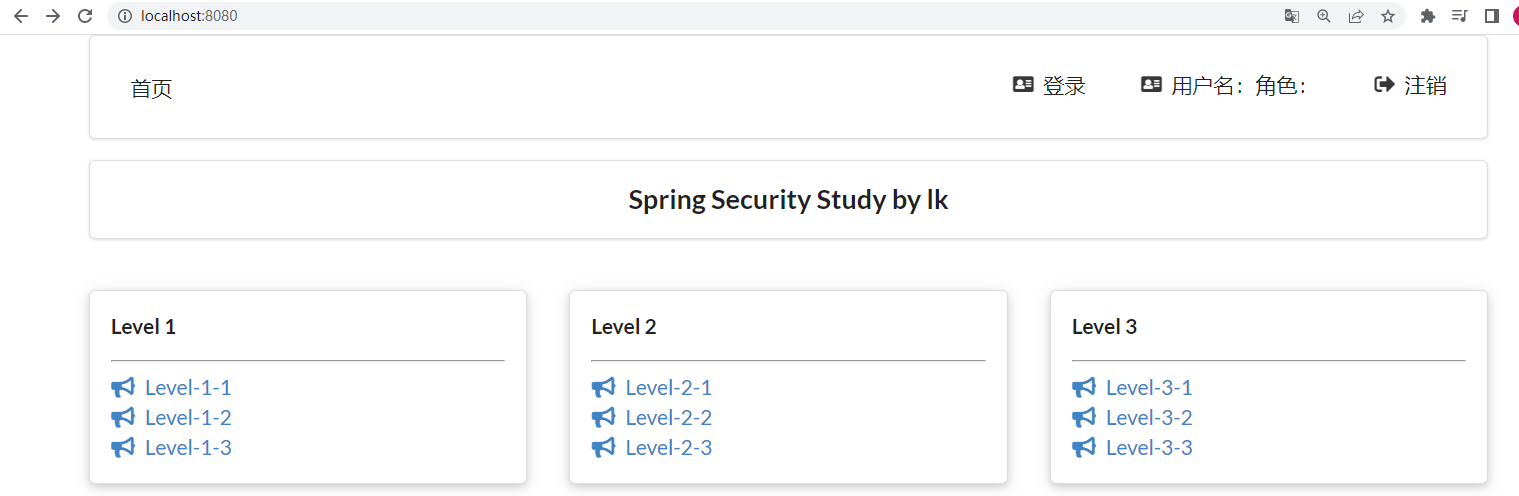 localhost:8080
首页 登录 用户名：角色： 注销
Spring Security Study by lk
Level 1 Level 2 Level 3
Level-1-1 Level-2-1 Level-3-1
Level-1-2 Level-2-2 Level-3-2
Level-1-3 Level-2-3 Level-3-3